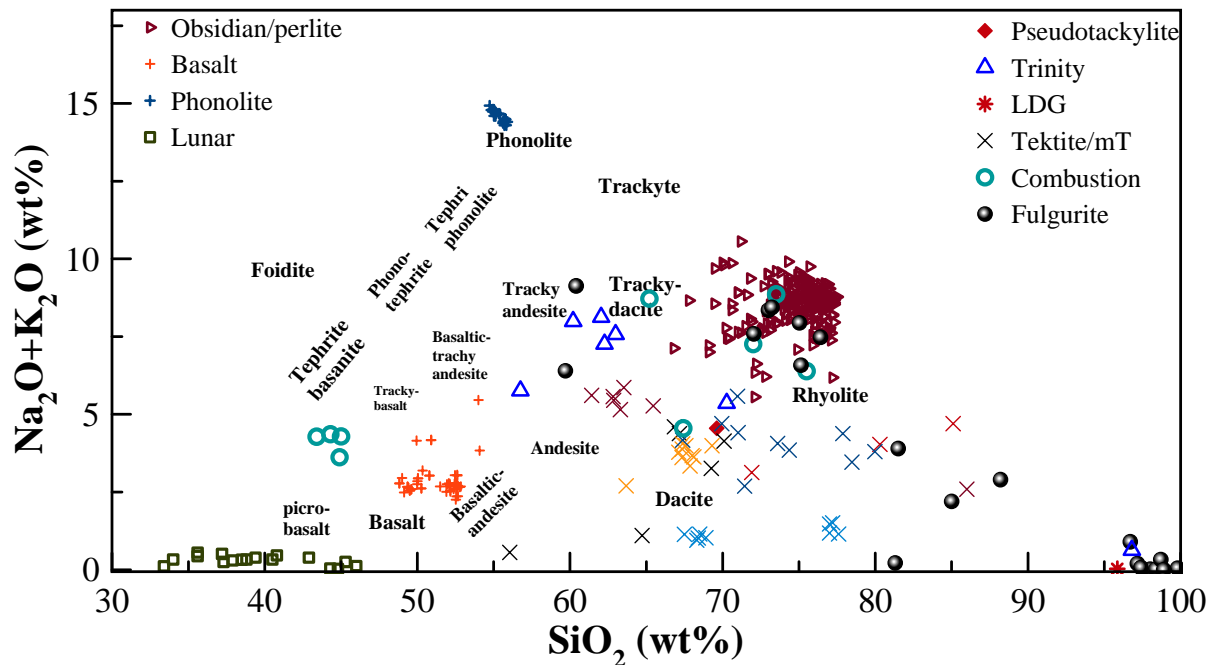 Obsidian/perlite
Basalt
Phonolite
Lunar
Pseudotackylite
Trinity
LDG
Tektite/mT
Combustion
Fulgurite
Phonolite
Trackyte
Tephri
phonolite
Foidite
Phono-
tephrite
Tracky
andesite
Tracky-
dacite
Tephrite
basanite
Basaltic-
trachy
andesite
Tracky-
basalt
Rhyolite
Andesite
Dacite
picro-
basalt
Basalt
Basaltic-
andesite
15
10
5
0
30
40
50
60
70
80
90
100
Na₂O+K₂O (wt%)
SiO₂ (wt%)